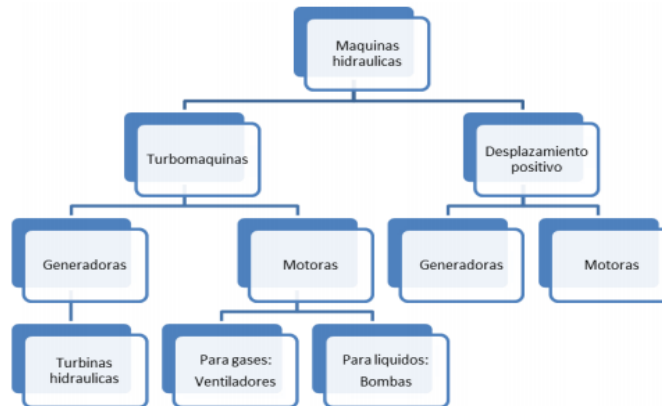 Maquinas
hidraulicas
Turbomaquinas
Desplazamiento
positivo
Generadoras
Motoras
Generadoras
Motoras
Turbinas
hidraulicas
Para gases:
Ventiladores
Para liquidos:
Bombas